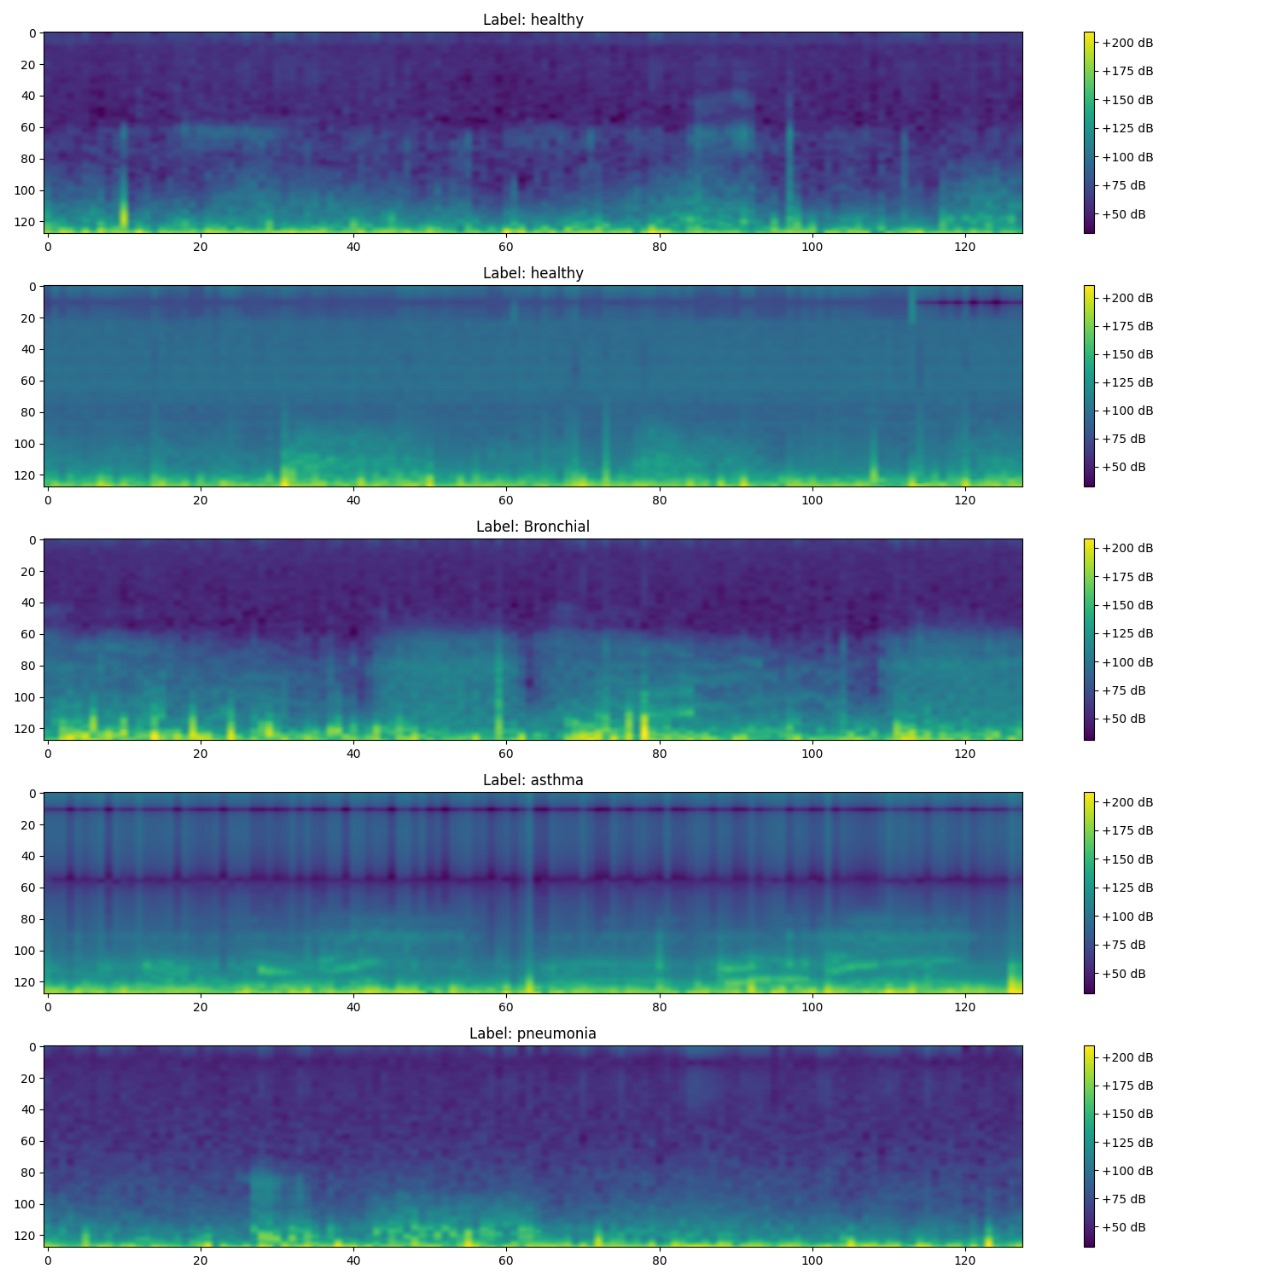 Label: healthy
0
20
40
60
80
100
120
0 20 40 60 80 100 120
+200 dB
+175 dB
+150 dB
+125 dB
+100 dB
+75 dB
+50 dB
Label: healthy
0
20
40
60
80
100
120
0 20 40 60 80 100 120
+200 dB
+175 dB
+150 dB
+125 dB
+100 dB
+75 dB
+50 dB
Label: Bronchial
0
20
40
60
80
100
120
0 20 40 60 80 100 120
+200 dB
+175 dB
+150 dB
+125 dB
+100 dB
+75 dB
+50 dB
Label: asthma
0
20
40
60
80
100
120
0 20 40 60 80 100 120
+200 dB
+175 dB
+150 dB
+125 dB
+100 dB
+75 dB
+50 dB
Label: pneumonia
0
20
40
60
80
100
120
0 20 40 60 80 100 120
+200 dB
+175 dB
+150 dB
+125 dB
+100 dB
+75 dB
+50 dB